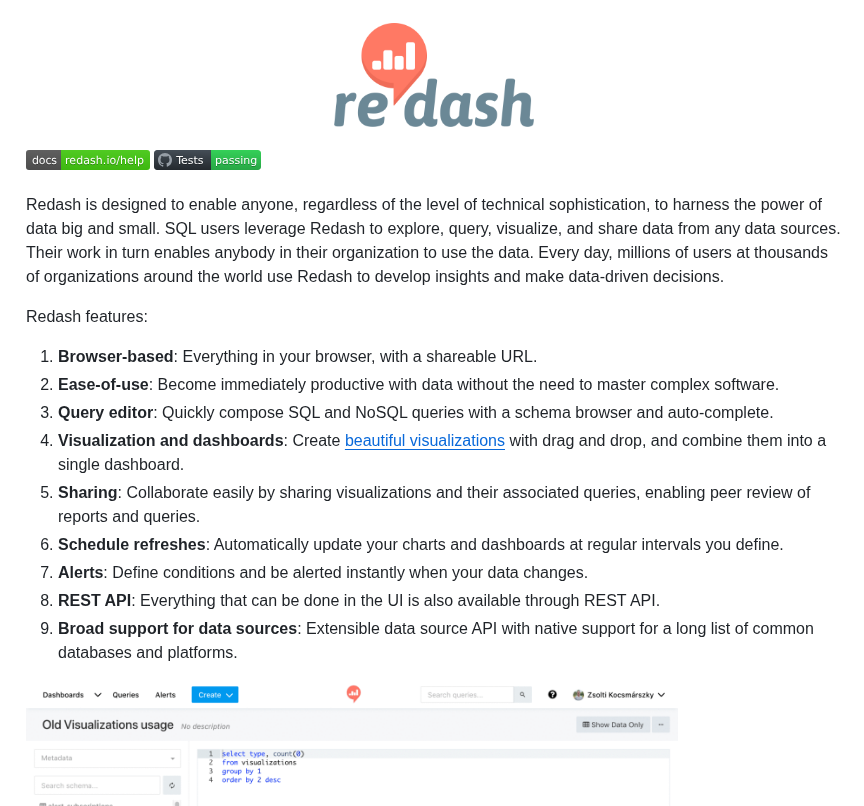 redash
docs redash.io/help Tests passing
Redash is designed to enable anyone, regardless of the level of technical sophistication, to harness the power of
data big and small. SQL users leverage Redash to explore, query, visualize, and share data from any data sources.
Their work in turn enables anybody in their organization to use the data. Every day, millions of users at thousands
of organizations around the world use Redash to develop insights and make data-driven decisions.
Redash features:
1. Browser-based: Everything in your browser, with a shareable URL.
2. Ease-of-use: Become immediately productive with data without the need to master complex software.
3. Query editor: Quickly compose SQL and NoSQL queries with a schema browser and auto-complete.
4. Visualization and dashboards: Create beautiful visualizations with drag and drop, and combine them into a
single dashboard.
5. Sharing: Collaborate easily by sharing visualizations and their associated queries, enabling peer review of
reports and queries.
6. Schedule refreshes: Automatically update your charts and dashboards at regular intervals you define.
7. Alerts: Define conditions and be alerted instantly when your data changes.
8. REST API: Everything that can be done in the UI is also available through REST API.
9. Broad support for data sources: Extensible data source API with native support for a long list of common
databases and platforms.
Dashboards Queries Alerts Create Search queries... Zsolti Kocsmárszky
Old Visualizations usage No description Show Data Only
Metadata
Search schema...
1 select type, count(0)
2 from visualizations
3 group by 1
4 order by 2 desc